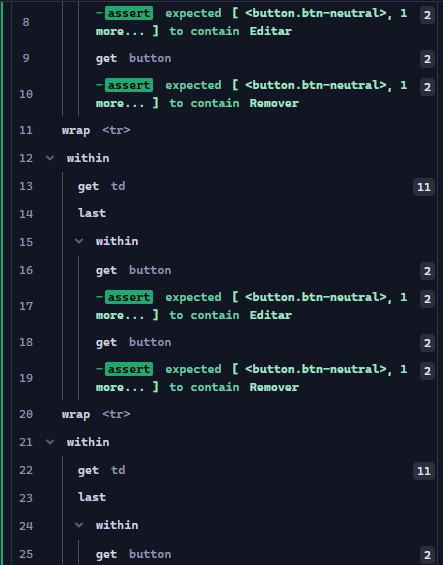 8 -assert expected [ <button.btn-neutral>, 1 2
more... ] to contain Editar
9 get button 2
10 -assert expected [ <button.btn-neutral>, 1 2
more... ] to contain Remover
11 wrap <tr>
12 within
13 get td 11
14 last
15 within
16 get button 2
17 -assert expected [ <button.btn-neutral>, 1 2
more... ] to contain Editar
18 get button 2
19 -assert expected [ <button.btn-neutral>, 1 2
more... ] to contain Remover
20 wrap <tr>
21 within
22 get td 11
23 last
24 within
25 get button 2